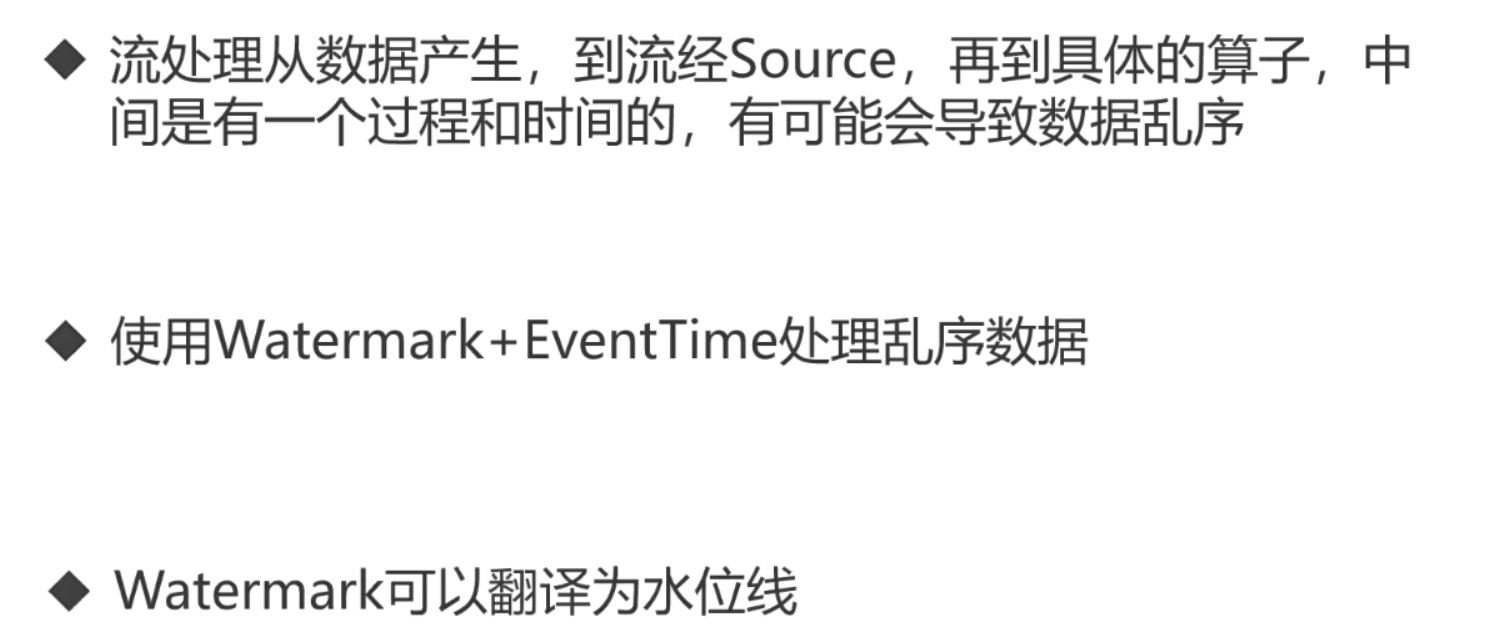 ◆ 流处理从数据产生，到流经Source，再到具体的算子，中
间是有一个过程和时间的，有可能会导致数据乱序
◆ 使用Watermark+EventTime处理乱序数据
◆ Watermark可以翻译为水位线